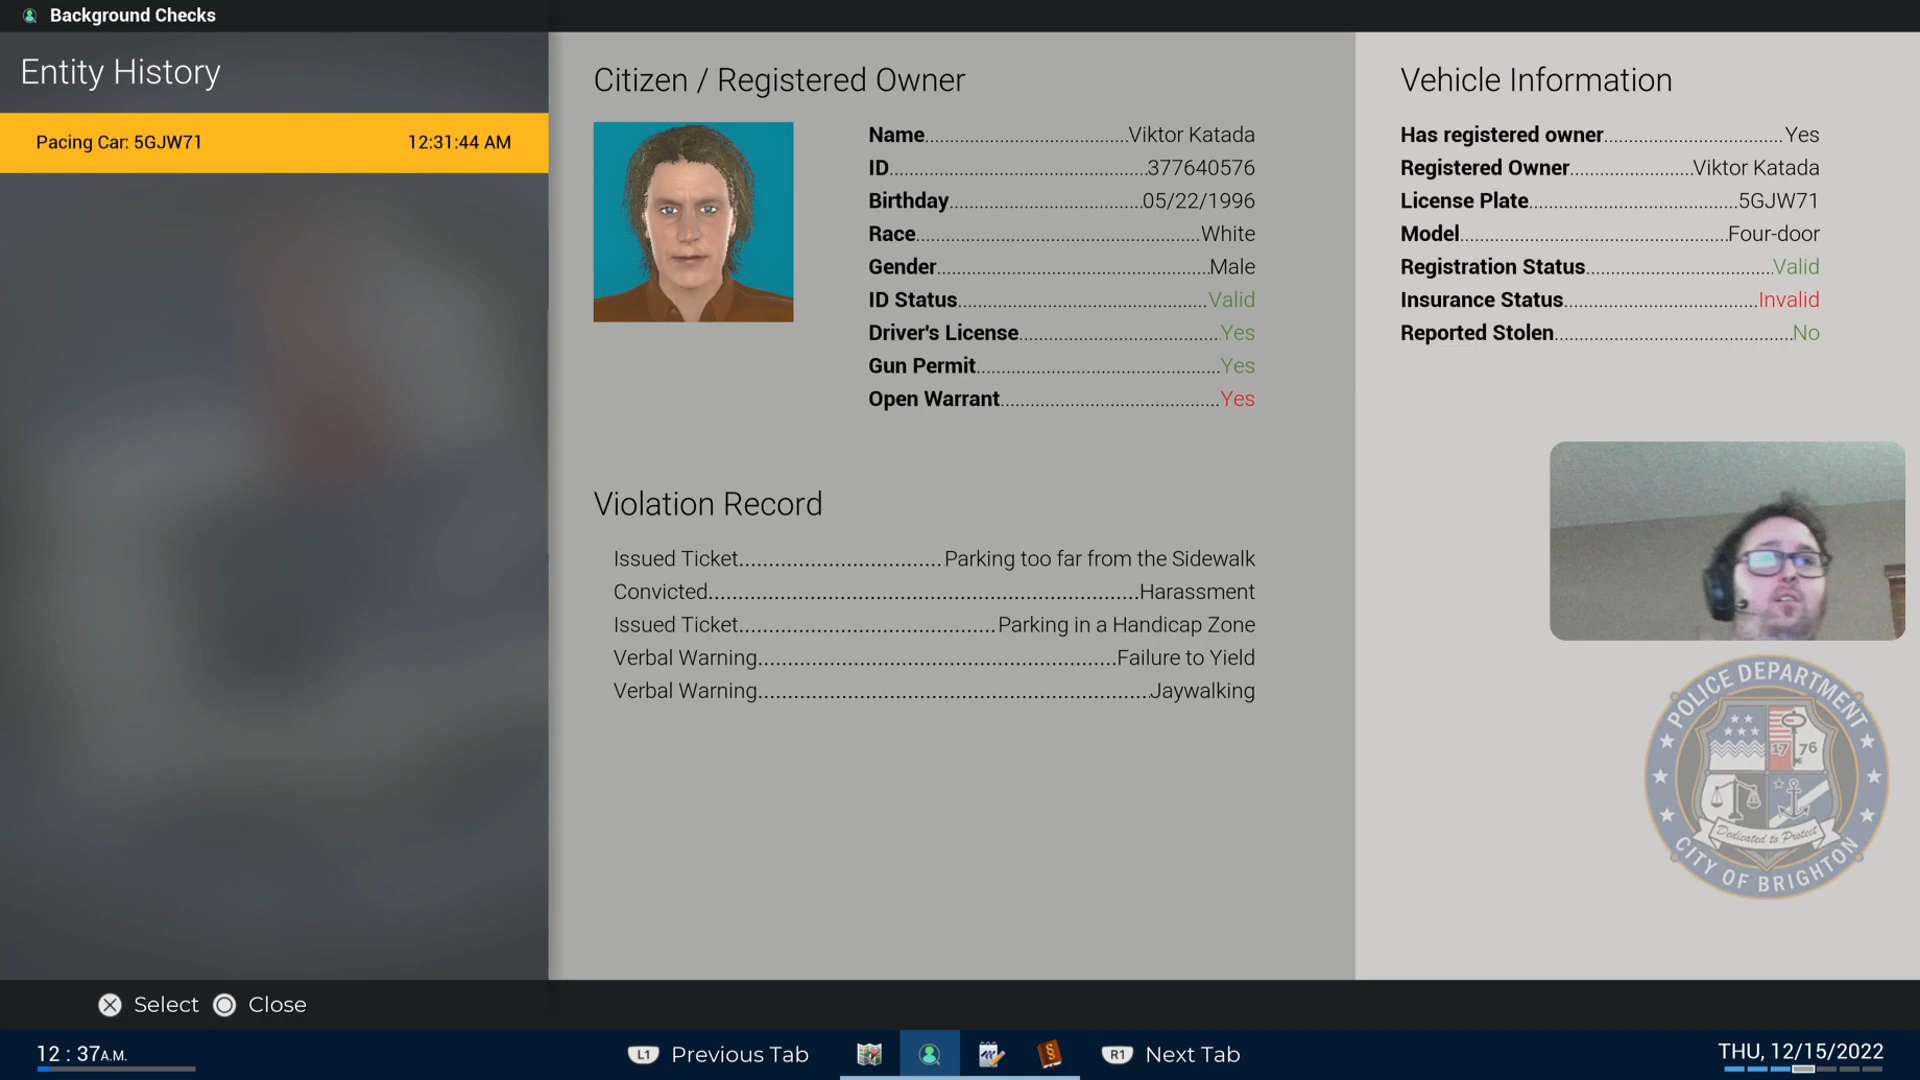 Background Checks
Entity History
Pacing Car: 5GJW71 12:31:44 AM
Citizen / Registered Owner
Name Viktor Katada
ID 377640576
Birthday 05/22/1996
Race White
Gender Male
ID Status Valid
Driver's License Yes
Gun Permit Yes
Open Warrant Yes
Violation Record
Issued Ticket Parking too far from the Sidewalk
Convicted Harassment
Issued Ticket Parking in a Handicap Zone
Verbal Warning Failure to Yield
Verbal Warning Jaywalking
Vehicle Information
Has registered owner Yes
Registered Owner Viktor Katada
License Plate 5GJW71
Model Four-door
Registration Status Valid
Insurance Status Invalid
Reported Stolen No
POLICE DEPARTMENT
17 76
Dedicated to Protect
CITY OF BRIGHTON
Select Close
12 : 37 A.M.
L1 Previous Tab
R1 Next Tab
THU, 12/15/2022